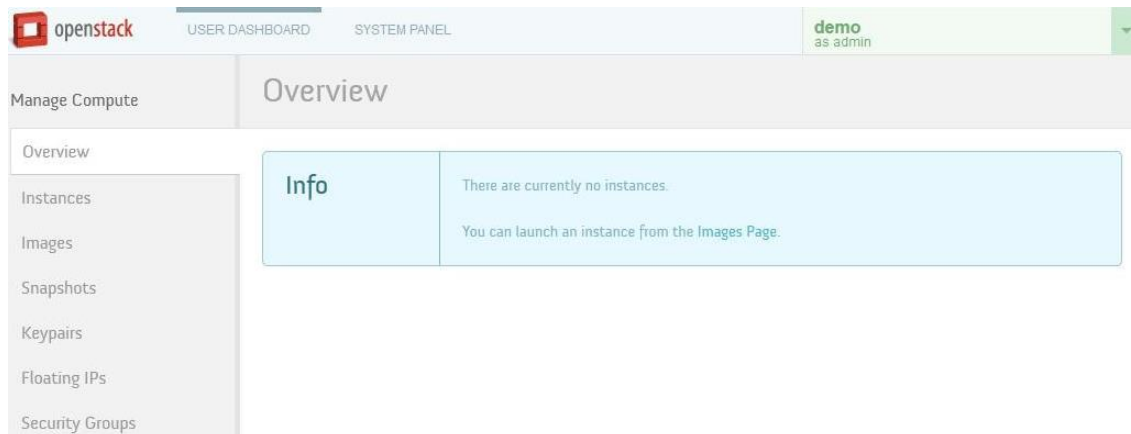 openstack
USER DASHBOARD
SYSTEM PANEL
demo
as admin
Manage Compute
Overview
Instances
Images
Snapshots
Keypairs
Floating IPs
Security Groups
Overview
Info
There are currently no instances.
You can launch an instance from the Images Page.